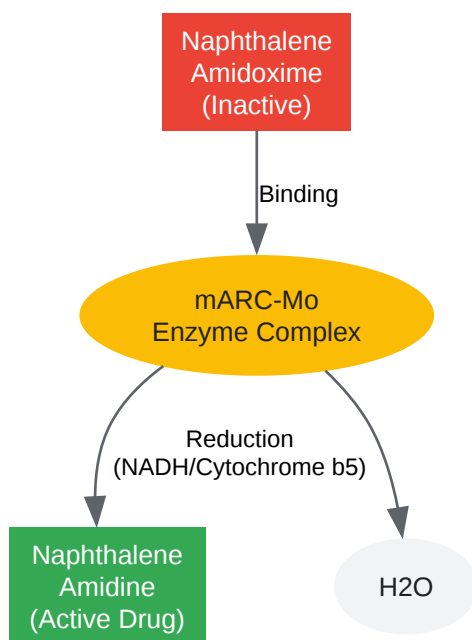 Naphthalene
Amidoxime
(Inactive)
Binding
mARC-Mo
Enzyme Complex
Reduction
(NADH/Cytochrome b5)
Naphthalene
Amidine
(Active Drug)
H2O